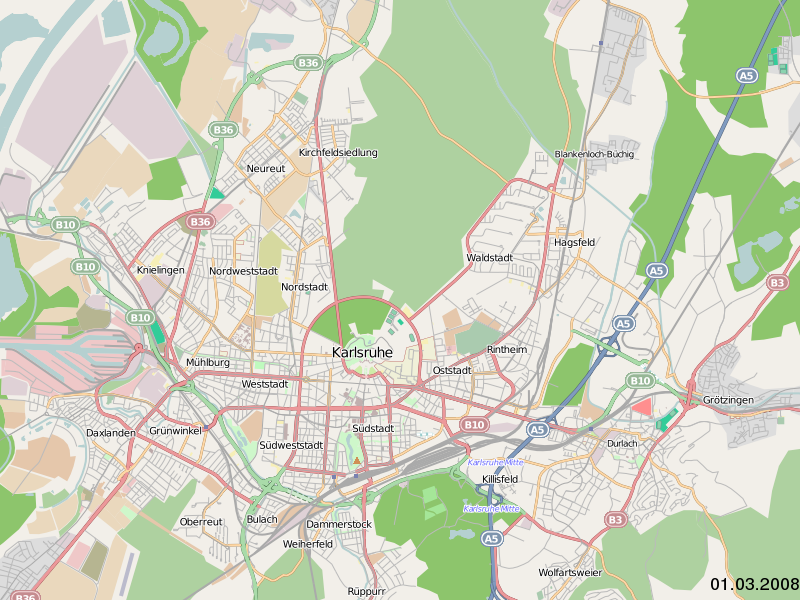 B36
A5
B36
Kirchfeldsiedlung
Blankenloch-Büchig
Neureut
B10
B36
Hagsfeld
Waldstadt
B10
Knielingen
Nordweststadt
A5
B3
Nordstadt
B10
A5
Karlsruhe
Rintheim
Mühlburg
Oststadt
Weststadt
B10
Grötzingen
B10
A5
Daxlanden
Grünwinkel
Südstadt
Südweststadt
Durlach
Karlsruhe Mitte
Killisfeld
Karlsruhe Mitte
Oberreut
Bulach
Dammerstock
B3
A5
Weiherfeld
Wolfartsweier
Rüppurr
B36
01.03.2008